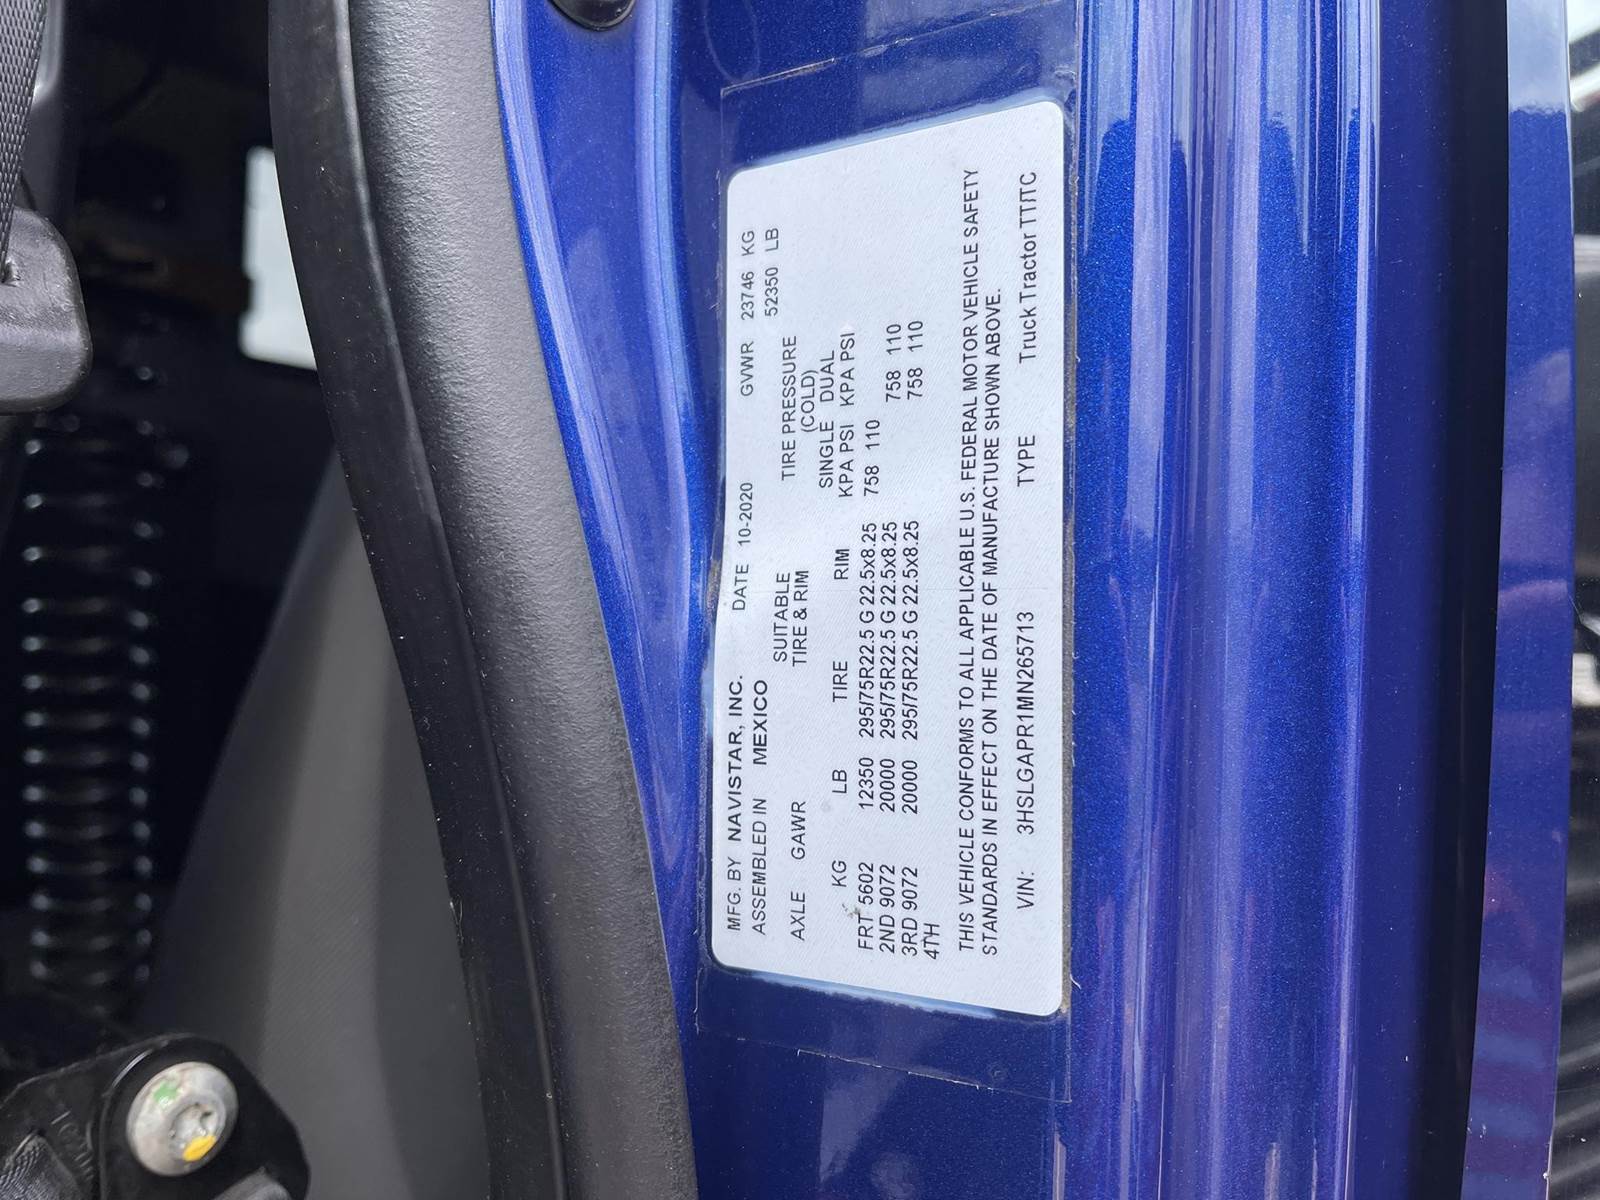 MFG. BY NAVISTAR, INC. DATE 10-2020 GVWR 23746 KG
ASSEMBLED IN MEXICO 52350 LB
SUITABLE TIRE PRESSURE
AXLE GAWR TIRE & RIM (COLD)
SINGLE DUAL
KG LB TIRE RIM KPA PSI KPA PSI
FRT 5602 12350 295/75R22.5 G 22.5x8.25 758 110
2ND 9072 20000 295/75R22.5 G 22.5x8.25 758 110
3RD 9072 20000 295/75R22.5 G 22.5x8.25 758 110
4TH
THIS VEHICLE CONFORMS TO ALL APPLICABLE U.S. FEDERAL MOTOR VEHICLE SAFETY
STANDARDS IN EFFECT ON THE DATE OF MANUFACTURE SHOWN ABOVE.
VIN: 3HSLGAPR1MN265713 TYPE Truck Tractor TT/TC